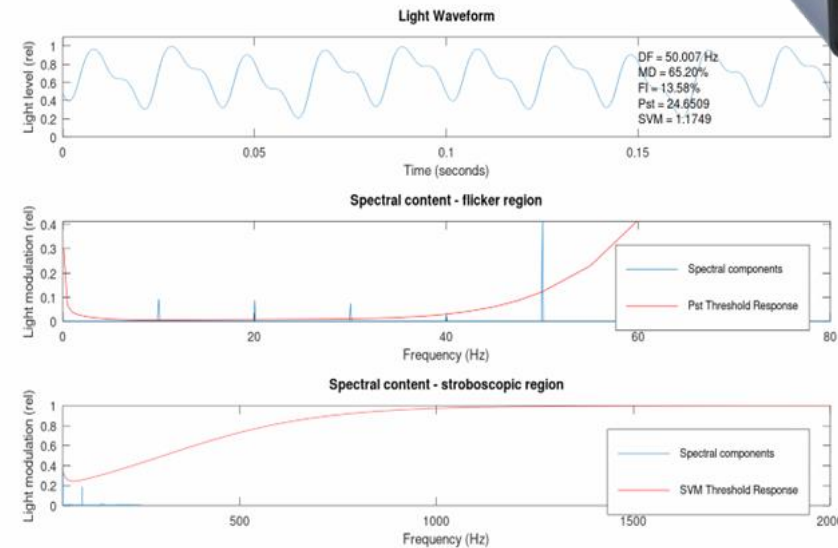 Light Waveform
Light level (rel)
1
0.8
0.6
0.4
0.2
0
DF = 50.007 Hz
MD = 65.20%
FI = 13.58%
Pst = 24.6509
SVM = 1.1749
0
0.05
0.1
0.15
Time (seconds)
Spectral content - flicker region
Light modulation (rel)
0.4
0.3
0.2
0.1
0
Spectral components
Pst Threshold Response
0
20
40
60
80
Frequency (Hz)
Spectral content - stroboscopic region
Light modulation (rel)
1
0.8
0.6
0.4
0.2
0
Spectral components
SVM Threshold Response
500
1000
1500
2000
Frequency (Hz)